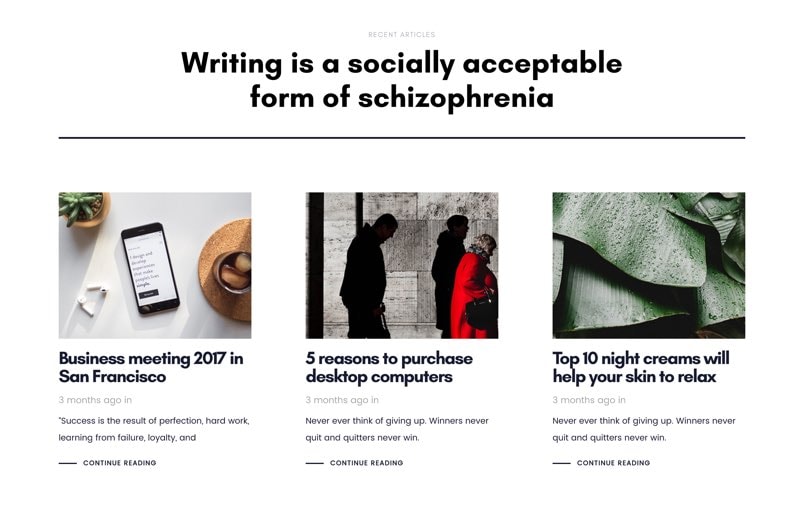 RECENT ARTICLES
Writing is a socially acceptable
form of schizophrenia
Business meeting 2017 in
San Francisco
3 months ago in
"Success is the result of perfection, hard work,
learning from failure, loyalty, and
CONTINUE READING
5 reasons to purchase
desktop computers
3 months ago in
Never ever think of giving up. Winners never
quit and quitters never win.
CONTINUE READING
Top 10 night creams will
help your skin to relax
3 months ago in
Never ever think of giving up. Winners never
quit and quitters never win.
CONTINUE READING